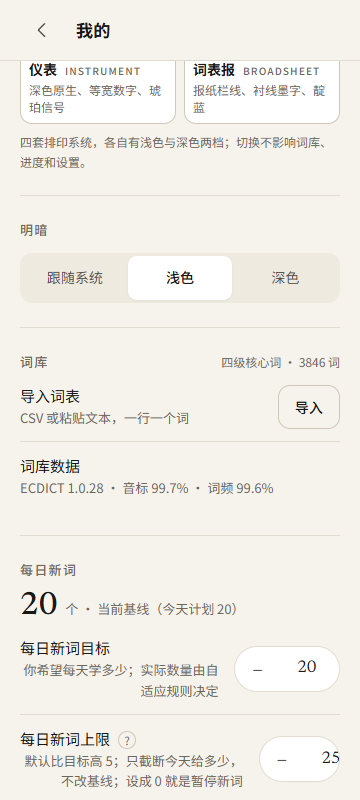 我的
仪表 INSTRUMENT
深色原生、等宽数字、琥
珀信号
词表报 BROADSHEET
报纸栏线、衬线墨字、靛
蓝
四套排印系统，各自有浅色与深色两档；切换不影响词库、
进度和设置。
明暗
跟随系统 浅色 深色
词库 四级核心词 · 3846 词
导入词表
CSV 或粘贴文本，一行一个词
导入
词库数据
ECDICT 1.0.28 · 音标 99.7% · 词频 99.6%
每日新词
20 个 · 当前基线（今天计划 20）
每日新词目标
你希望每天学多少；实际数量由自
适应规则决定
− 20
每日新词上限 ?
默认比目标高 5；只截断今天给多少，
不改基线；设成 0 就是暂停新词
− 25